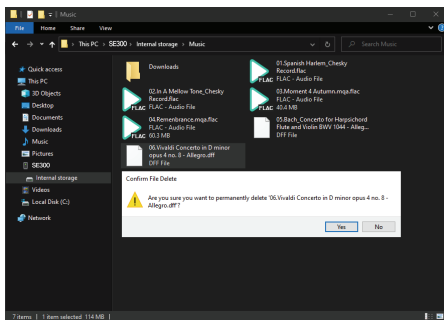 Music
File Home Share View
This PC › SE300 › Internal storage › Music
Search Music
Quick access
This PC
3D Objects
Desktop
Documents
Downloads
Music
Pictures
SE300
Internal storage
Videos
Local Disk (C:)
Network
Downloads
01.Spanish Harlem_Chesky
Record.flac
FLAC - Audio File
FLAC
02.In A Mellow Tone_Chesky
Record.flac
FLAC - Audio File
FLAC
03.Moment 4 Autumn.mqa.flac
FLAC - Audio File
40.4 MB
FLAC
04.Remembrance.mqa.flac
FLAC - Audio File
60.3 MB
FLAC
05.Bach_Concerto for Harpsichord
Flute and Violin BWV 1044 - Alleg...
DFF File
06.Vivaldi Concerto in D minor
opus 4 no. 8 - Allegro.dff
DFF File
Confirm File Delete
Are you sure you want to permanently delete '06.Vivaldi Concerto in D minor opus 4 no. 8 -
Allegro.dff'?
Yes No
7 items 1 item selected 114 MB